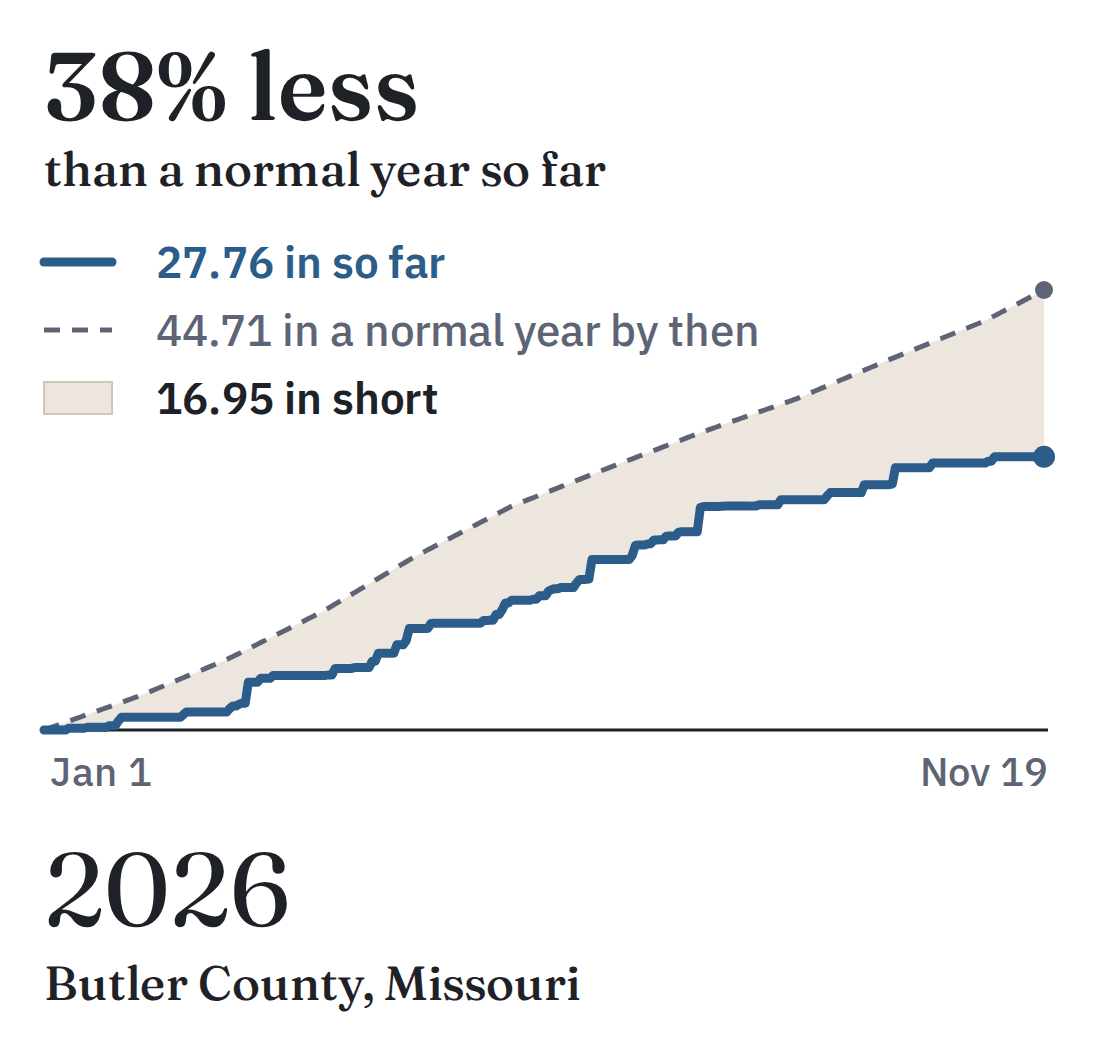 38% less
than a normal year so far
27.76 in so far
44.71 in a normal year by then
16.95 in short
Jan 1
Nov 19
2026
Butler County, Missouri